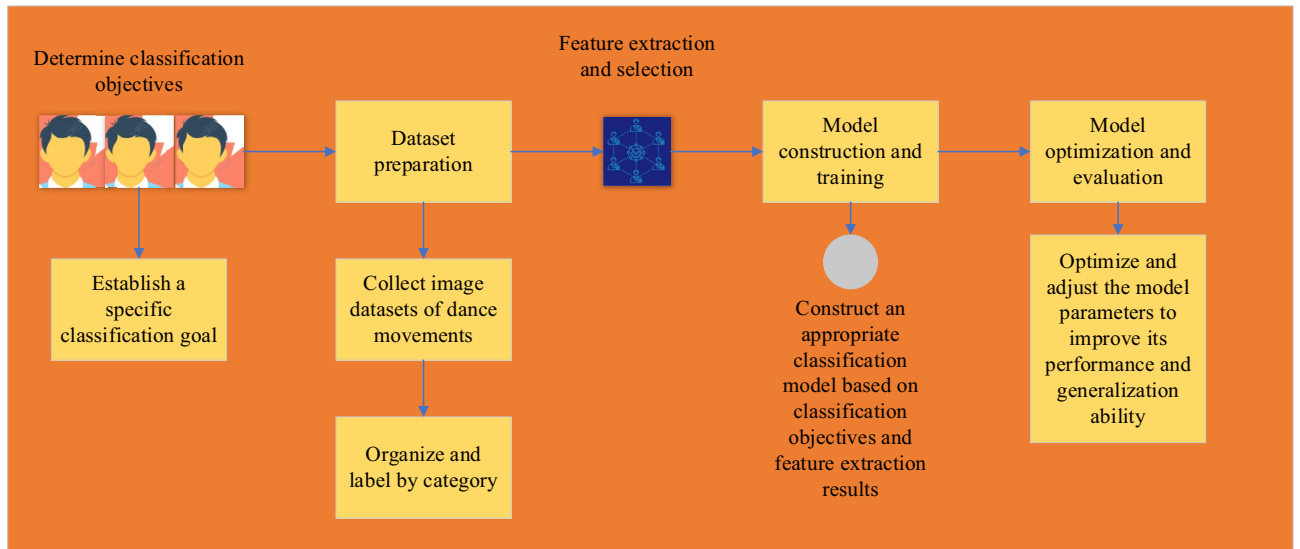 Determine classification
objectives
Feature extraction
and selection
Dataset
preparation
Model
construction and
training
Model
optimization and
evaluation
Establish a
specific
classification goal
Collect image
datasets of dance
movements
Organize and
label by category
Construct an
appropriate
classification
model based on
classification
objectives and
feature extraction
results
Optimize and
adjust the model
parameters to
improve its
performance and
generalization
ability